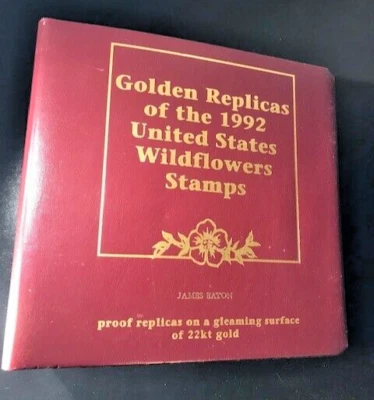 Golden Replicas
of the 1992
United States
Wildflowers
Stamps
JAMES EATON
proof replicas on a gleaming surface
of 22kt gold